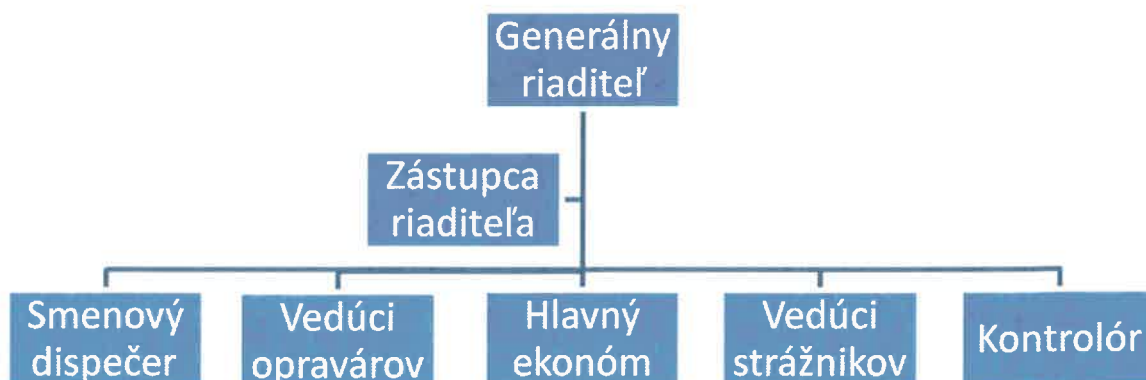 Generálny
riaditeľ
Zástupca
riaditeľa
Smenový
dispečer
Vedúci
opravárov
Hlavný
ekonóm
Vedúci
strážnikov
Kontrolór